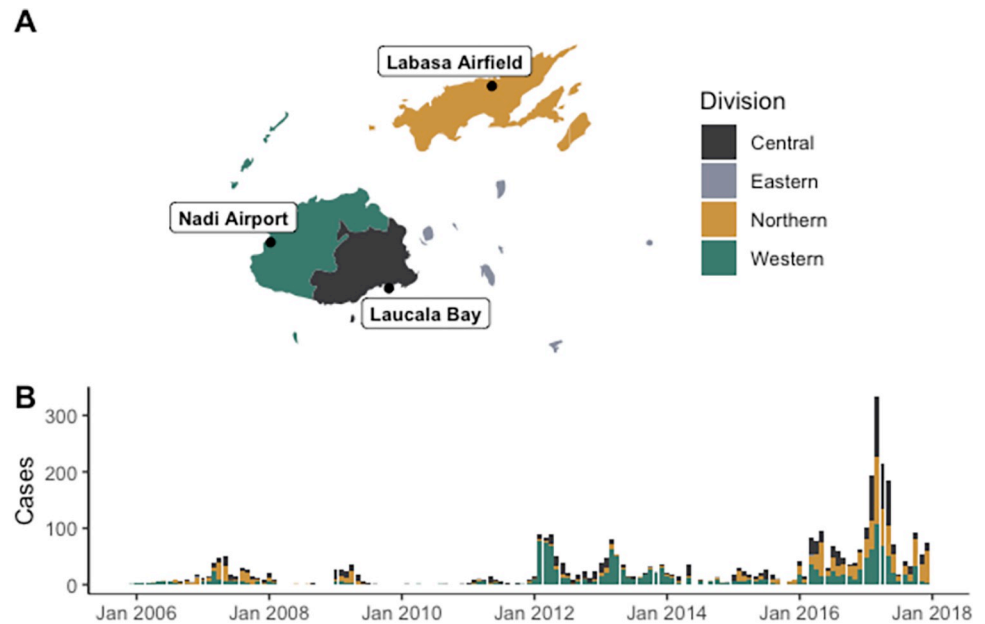 A
Labasa Airfield
Nadi Airport
Laucala Bay
Division
Central
Eastern
Northern
Western
B
Cases
300
200
100
0
Jan 2006 Jan 2008 Jan 2010 Jan 2012 Jan 2014 Jan 2016 Jan 2018